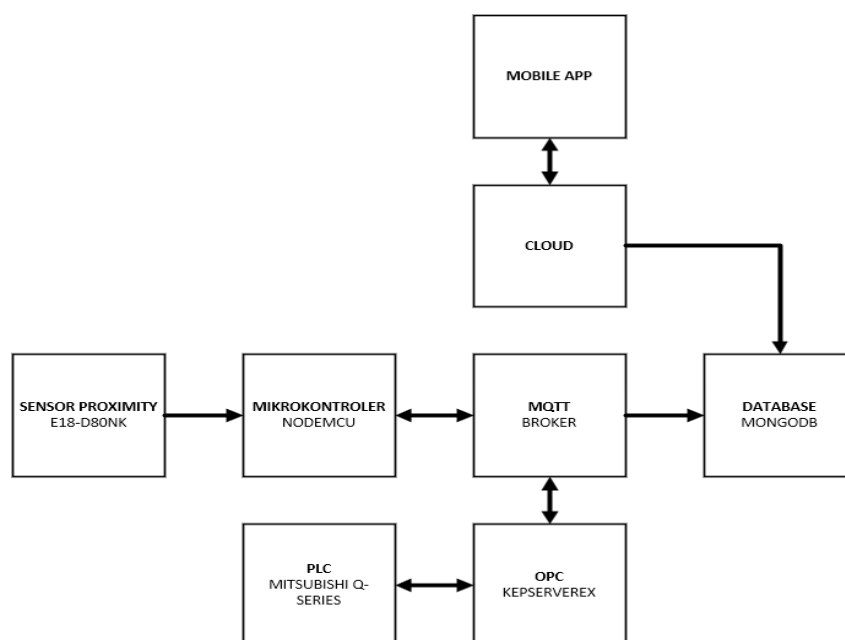 MOBILE APP
CLOUD
SENSOR PROXIMITY
E18-D80NK
MIKROKONTROLER
NODEMCU
MQTT
BROKER
DATABASE
MONGODB
PLC
MITSUBISHI Q-
SERIES
OPC
KEPSERVEREX